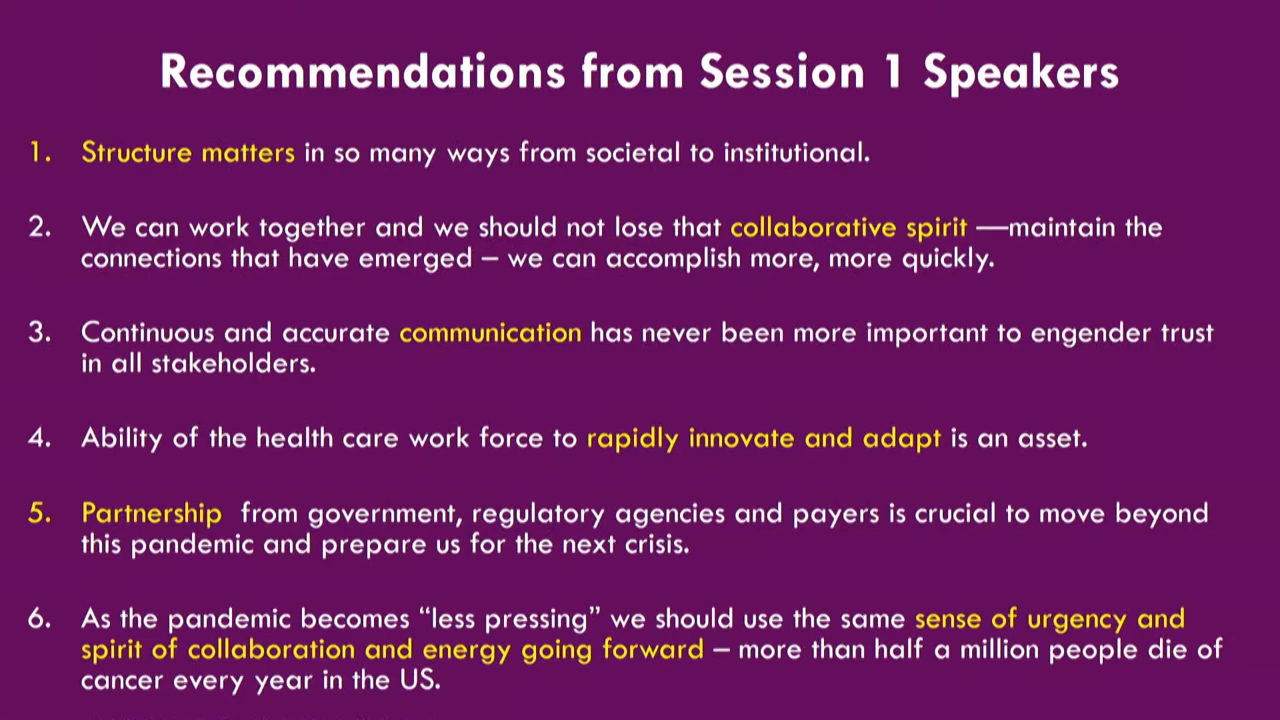 Recommendations from Session 1 Speakers
1. Structure matters in so many ways from societal to institutional.
2. We can work together and we should not lose that collaborative spirit —maintain the
connections that have emerged – we can accomplish more, more quickly.
3. Continuous and accurate communication has never been more important to engender trust
in all stakeholders.
4. Ability of the health care work force to rapidly innovate and adapt is an asset.
5. Partnership  from government, regulatory agencies and payers is crucial to move beyond
this pandemic and prepare us for the next crisis.
6. As the pandemic becomes “less pressing” we should use the same sense of urgency and
spirit of collaboration and energy going forward – more than half a million people die of
cancer every year in the US.